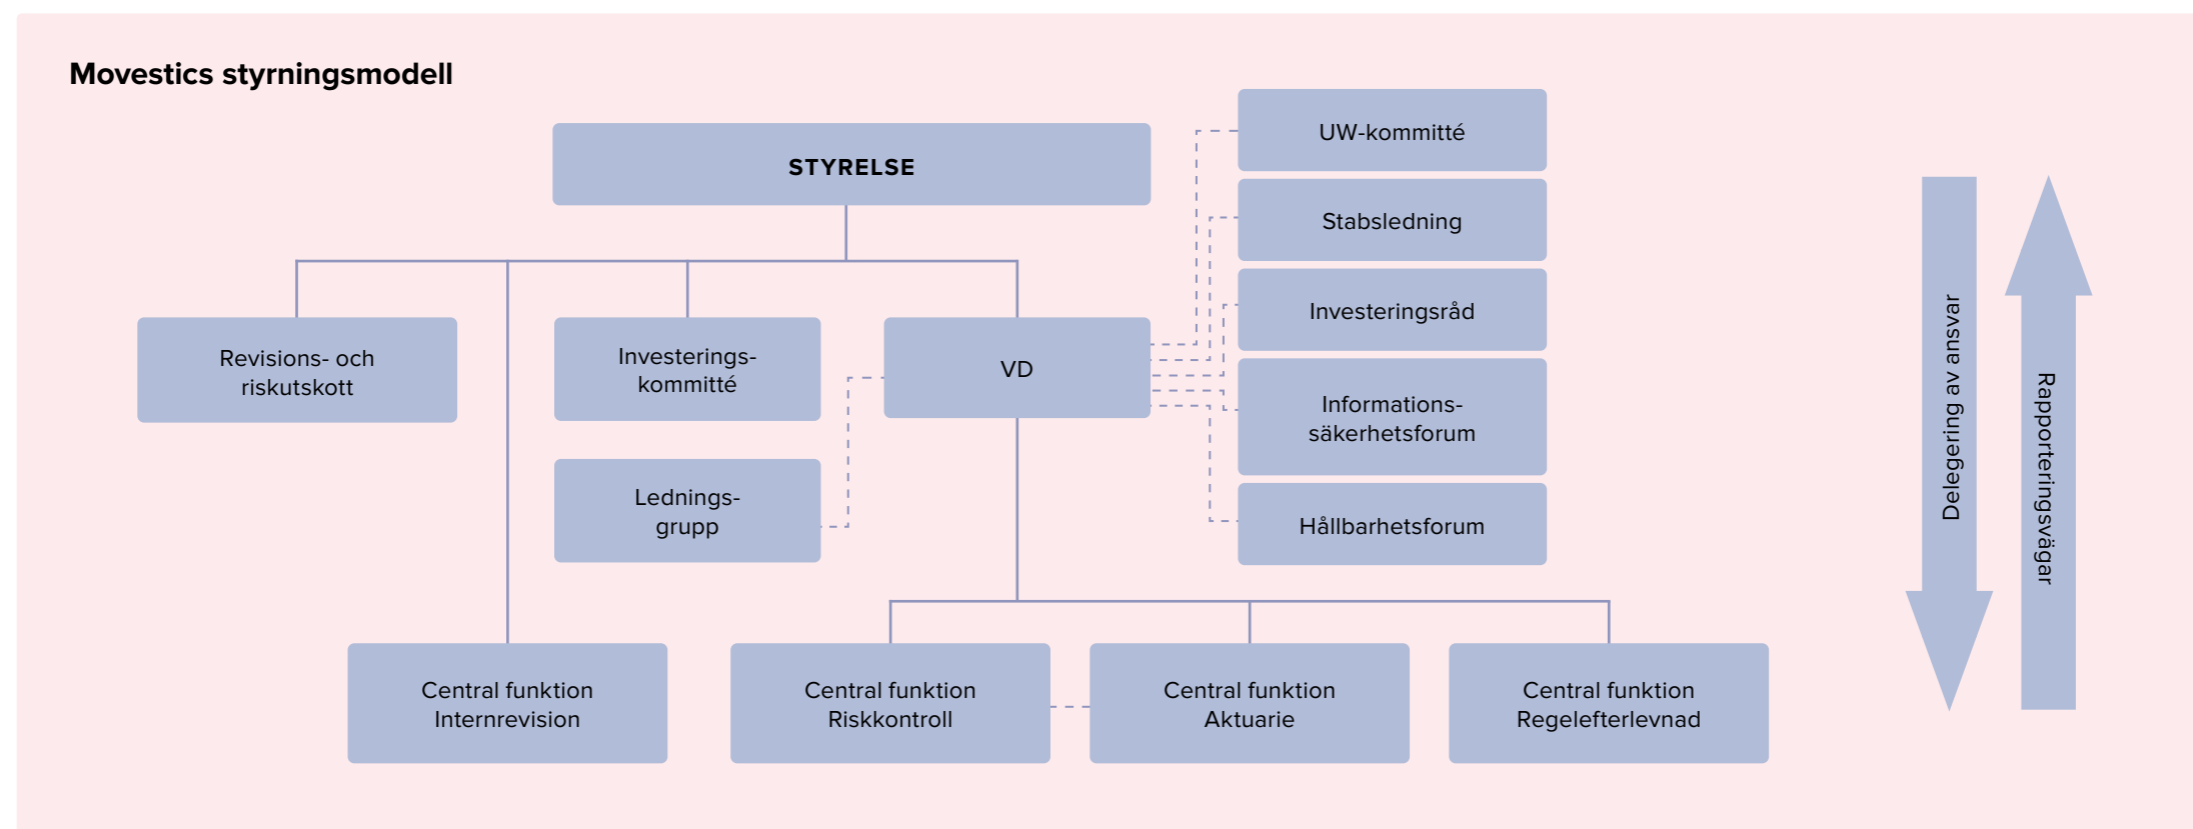 Movestics styrningsmodell
STYRELSE
UW-kommitté
Stabsledning
Investeringsråd
Informations-
säkerhetsforum
Hållbarhetsforum
Revisions- och
riskutskott
Investerings-
kommitté
VD
Lednings-
grupp
Central funktion
Internrevision
Central funktion
Riskkontroll
Central funktion
Aktuarie
Central funktion
Regelefterlevnad
Delegering av ansvar
Rapporteringsvägar